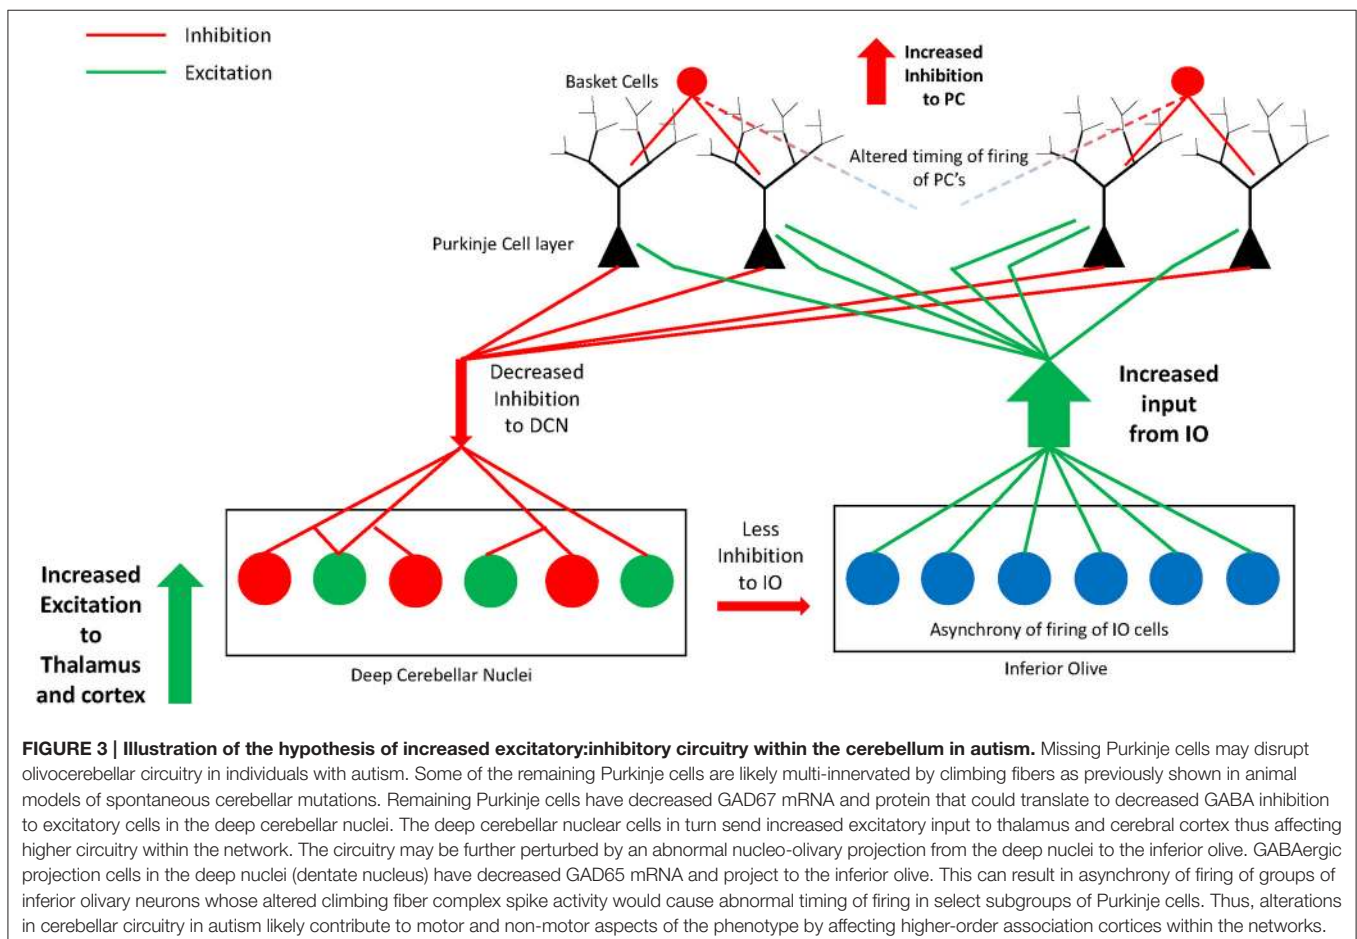 Inhibition
Excitation
Basket Cells
Increased
Inhibition
to PC
Altered timing of firing
of PC's
Purkinje Cell layer
Decreased
Inhibition
to DCN
Increased
input
from IO
Less
Inhibition
to IO
Increased
Excitation
to
Thalamus
and cortex
Asynchrony of firing of IO cells
Deep Cerebellar Nuclei
Inferior Olive
FIGURE 3 | Illustration of the hypothesis of increased excitatory:inhibitory circuitry within the cerebellum in autism. Missing Purkinje cells may disrupt
olivocerebellar circuitry in individuals with autism. Some of the remaining Purkinje cells are likely multi-innervated by climbing fibers as previously shown in animal
models of spontaneous cerebellar mutations. Remaining Purkinje cells have decreased GAD67 mRNA and protein that could translate to decreased GABA inhibition
to excitatory cells in the deep cerebellar nuclei. The deep cerebellar nuclear cells in turn send increased excitatory input to thalamus and cerebral cortex thus affecting
higher circuitry within the network. The circuitry may be further perturbed by an abnormal nucleo-olivary projection from the deep nuclei to the inferior olive. GABAergic
projection cells in the deep nuclei (dentate nucleus) have decreased GAD65 mRNA and project to the inferior olive. This can result in asynchrony of firing of groups of
inferior olivary neurons whose altered climbing fiber complex spike activity would cause abnormal timing of firing in select subgroups of Purkinje cells. Thus, alterations
in cerebellar circuitry in autism likely contribute to motor and non-motor aspects of the phenotype by affecting higher-order association cortices within the networks.